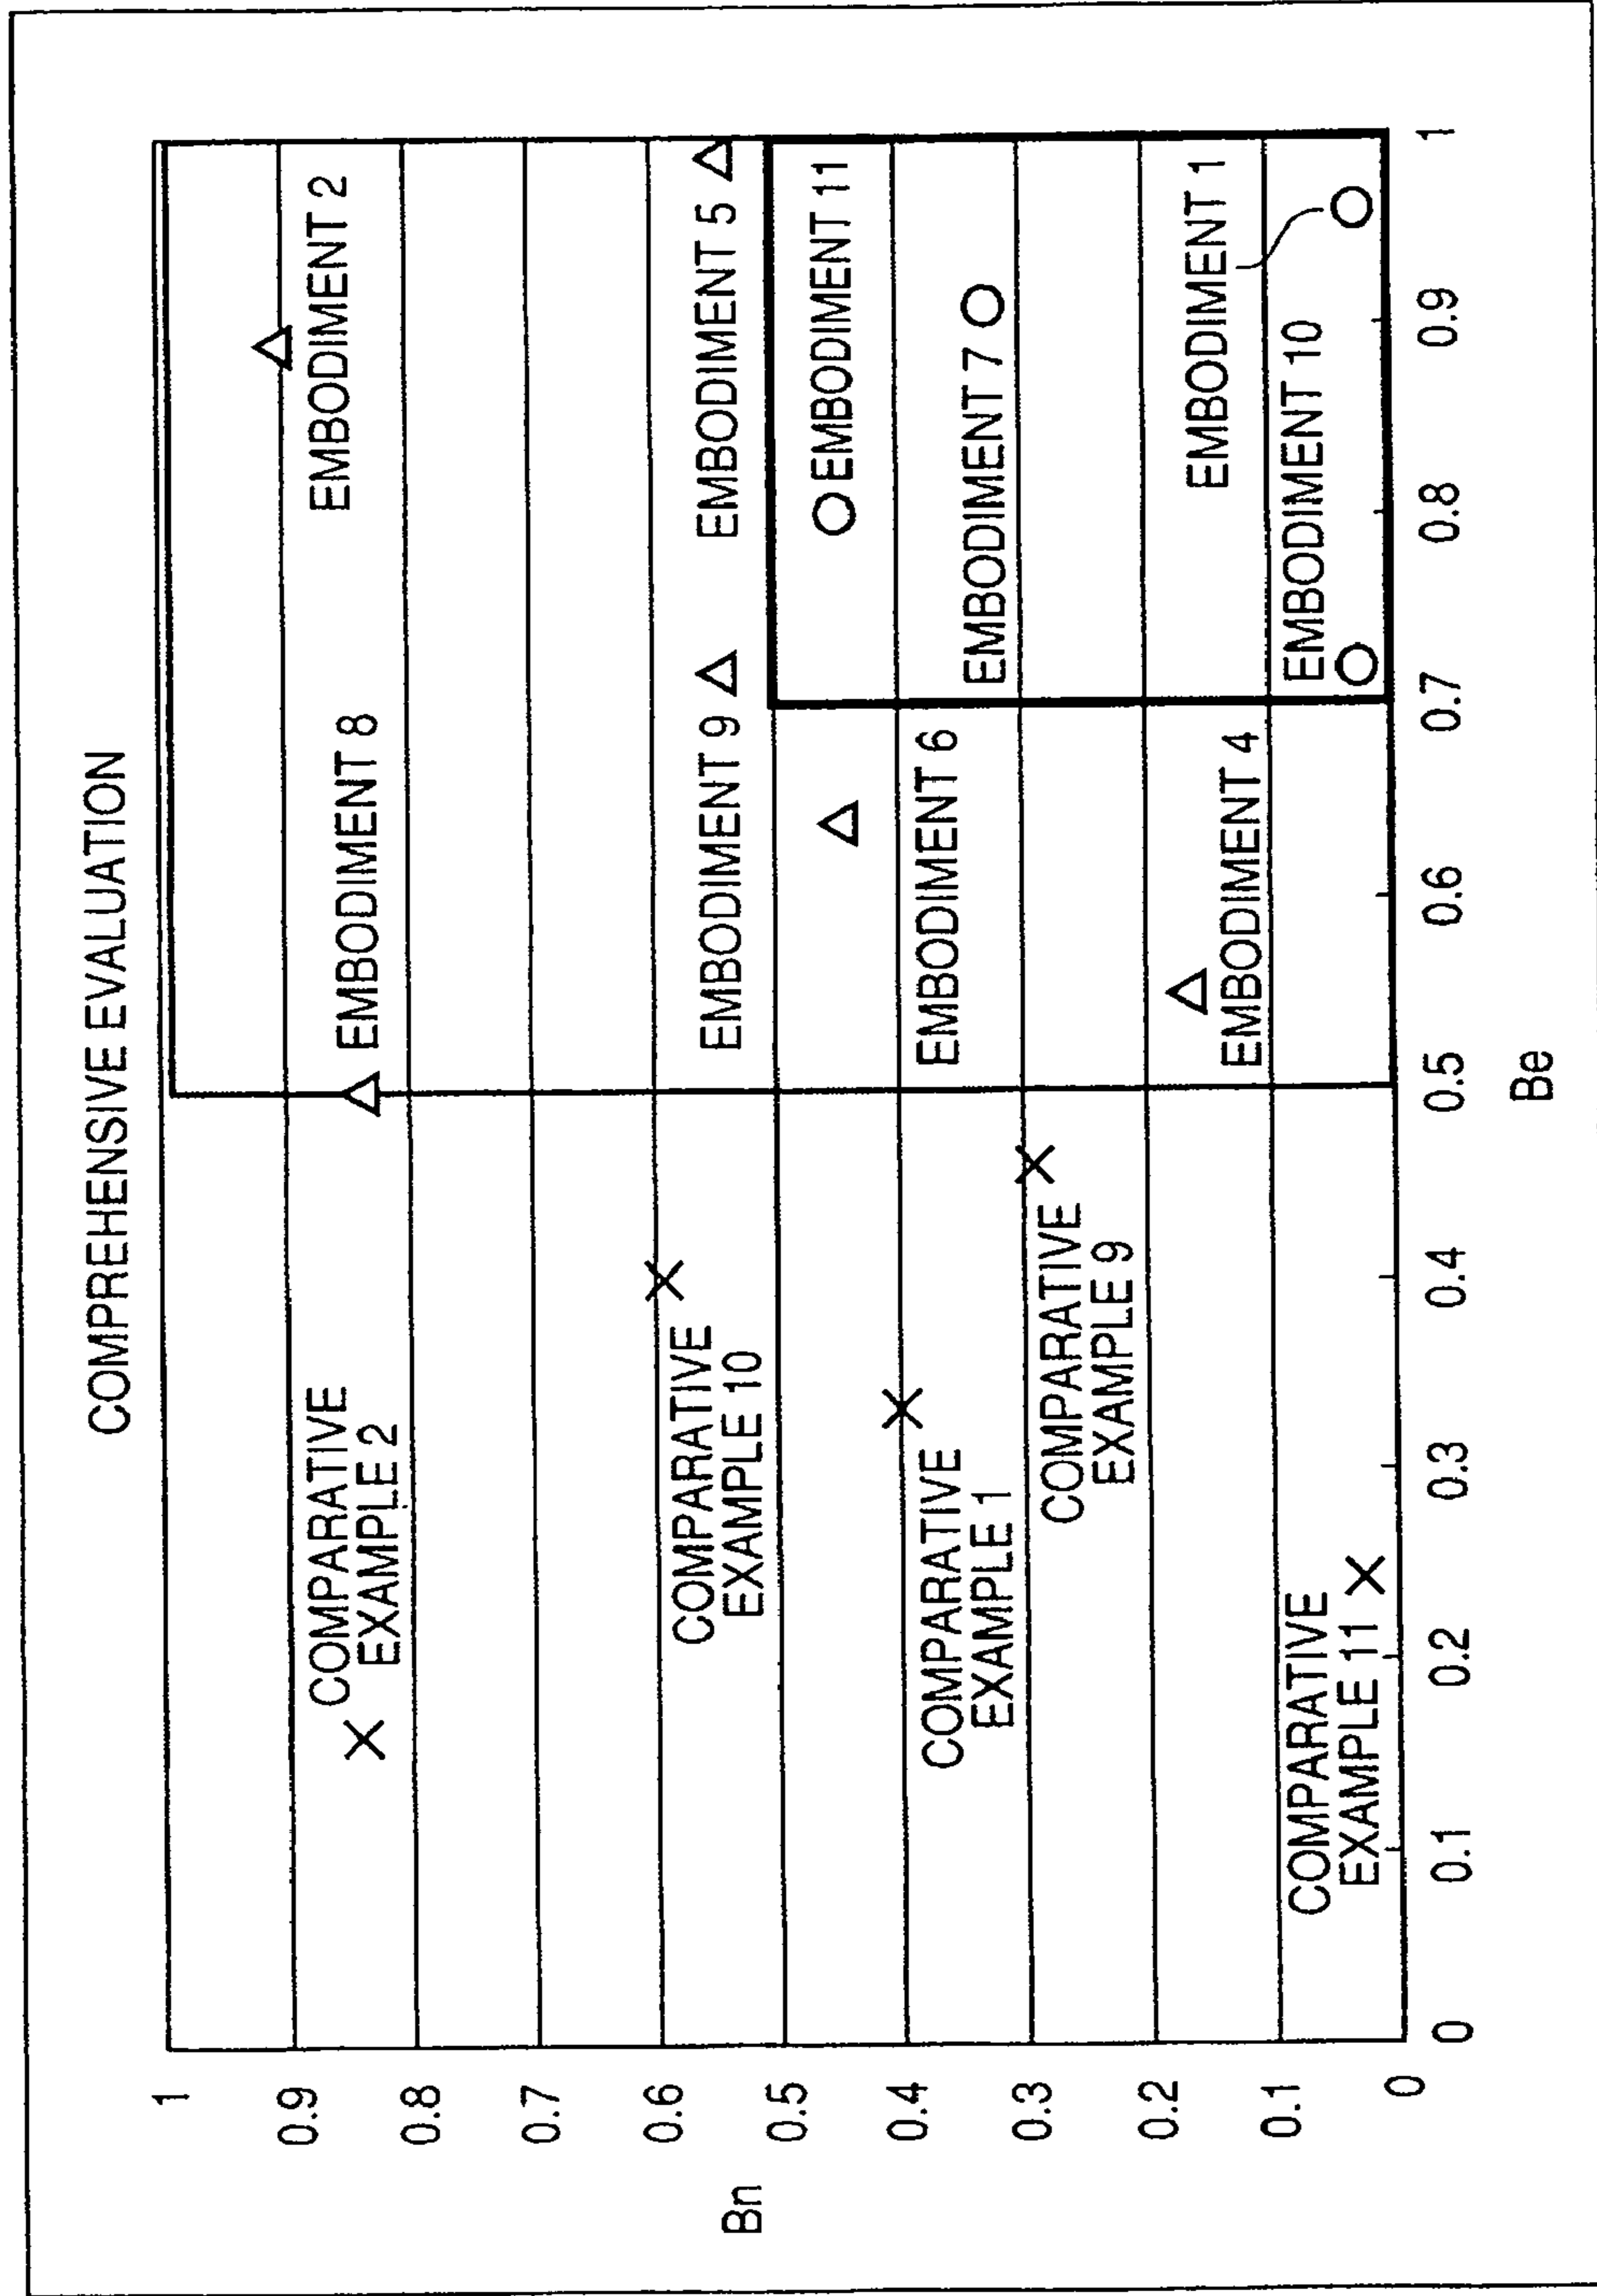 COMPREHENSIVE EVALUATION
Bn
1
0.9
0.8
0.7
0.6
0.5
0.4
0.3
0.2
0.1
0
COMPARATIVE
EXAMPLE 2
EMBODIMENT 8
EMBODIMENT 2
COMPARATIVE
EXAMPLE 10
EMBODIMENT 9
EMBODIMENT 5
EMBODIMENT 11
COMPARATIVE
EXAMPLE 1
EMBODIMENT 6
EMBODIMENT 7
COMPARATIVE
EXAMPLE 9
EMBODIMENT 4
EMBODIMENT 1
COMPARATIVE
EXAMPLE 11
EMBODIMENT 10
0
0.1
0.2
0.3
0.4
0.5
0.6
0.7
0.8
0.9
1
Be